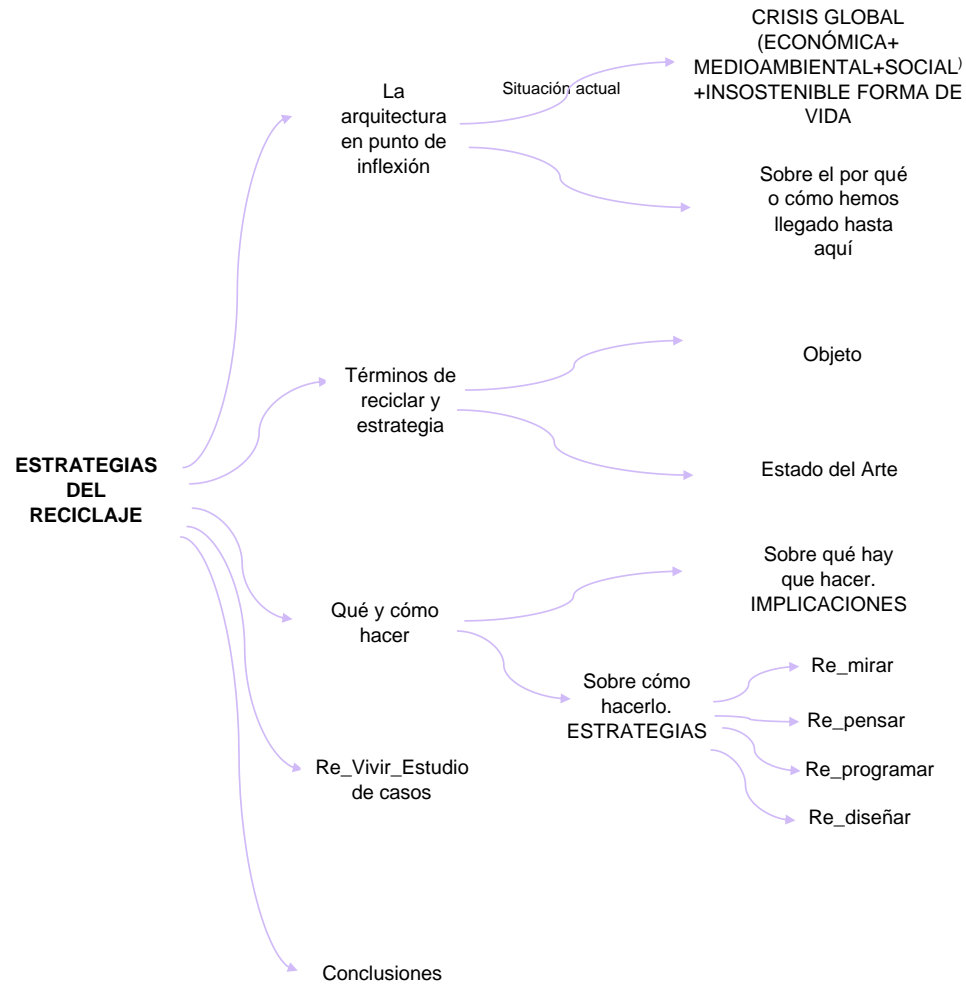 CRISIS GLOBAL
(ECONÓMICA+
MEDIOAMBIENTAL+SOCIAL)
+INSOSTENIBLE FORMA DE
VIDA
Situación actual
La
arquitectura
en punto de
inflexión
Sobre el por qué
o cómo hemos
llegado hasta
aquí
Objeto
Términos de
reciclar y
estrategia
Estado del Arte
ESTRATEGIAS
DEL
RECICLAJE
Sobre qué hay
que hacer.
IMPLICACIONES
Qué y cómo
hacer
Sobre cómo
hacerlo.
ESTRATEGIAS
Re_mirar
Re_pensar
Re_programar
Re_diseñar
Re_Vivir_Estudio
de casos
Conclusiones